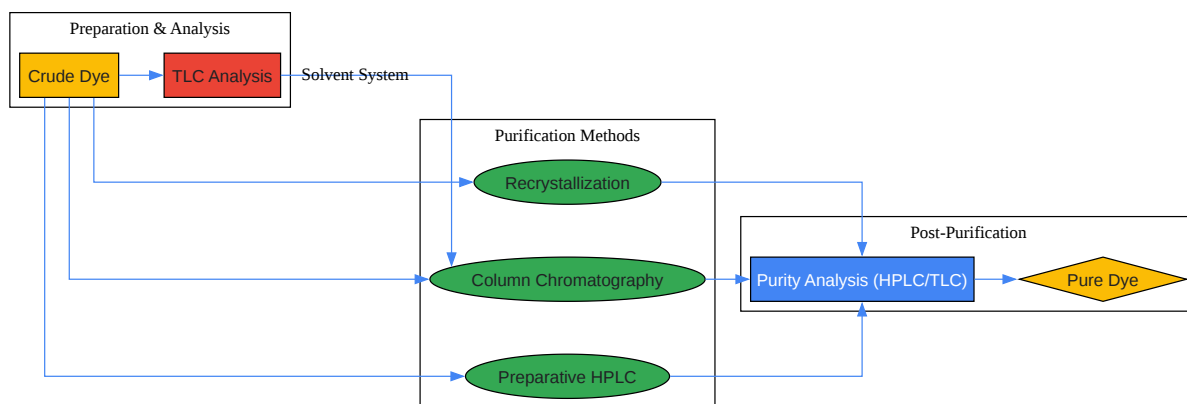 Preparation & Analysis
Crude Dye
TLC Analysis
Solvent System
Purification Methods
Recrystallization
Column Chromatography
Preparative HPLC
Post-Purification
Purity Analysis (HPLC/TLC)
Pure Dye